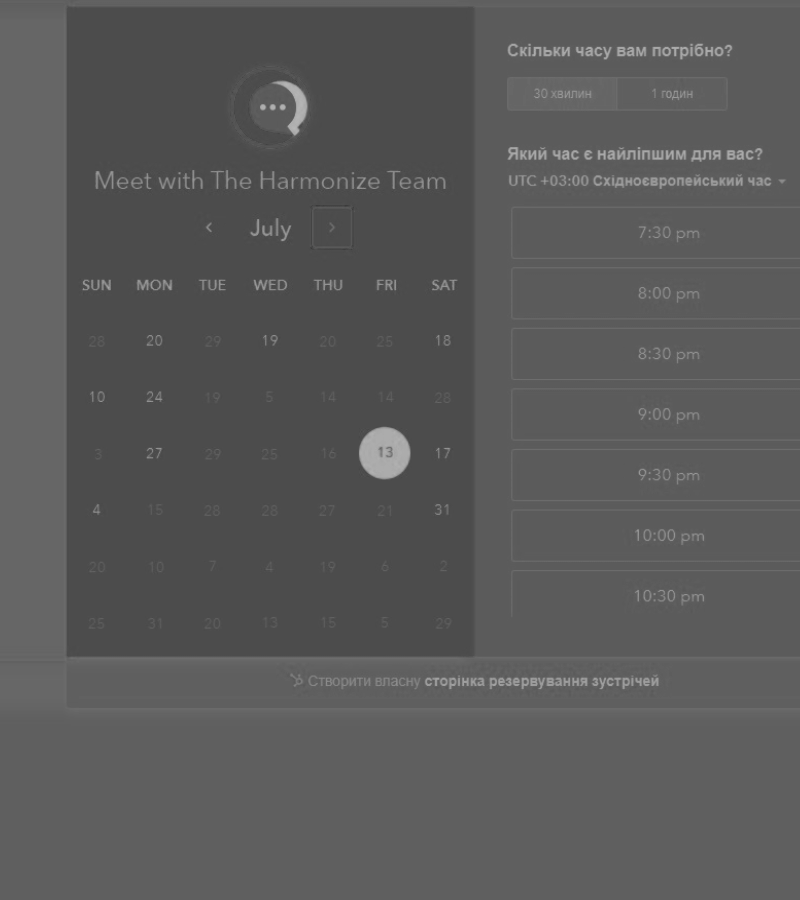 Meet with The Harmonize Team
July
SUN MON TUE WED THU FRI SAT
28 20 29 19 20 25 18
10 24 19 5 14 14 28
3 27 29 25 16 13 17
4 15 28 28 27 21 31
20 10 7 4 19 6 2
25 31 20 13 15 5 29
Скільки часу вам потрібно?
30 хвилин 1 годин
Який час є найліпшим для вас?
UTC +03:00 Східноєвропейський час
7:30 pm
8:00 pm
8:30 pm
9:00 pm
9:30 pm
10:00 pm
10:30 pm
Створити власну сторінка резервування зустрічей